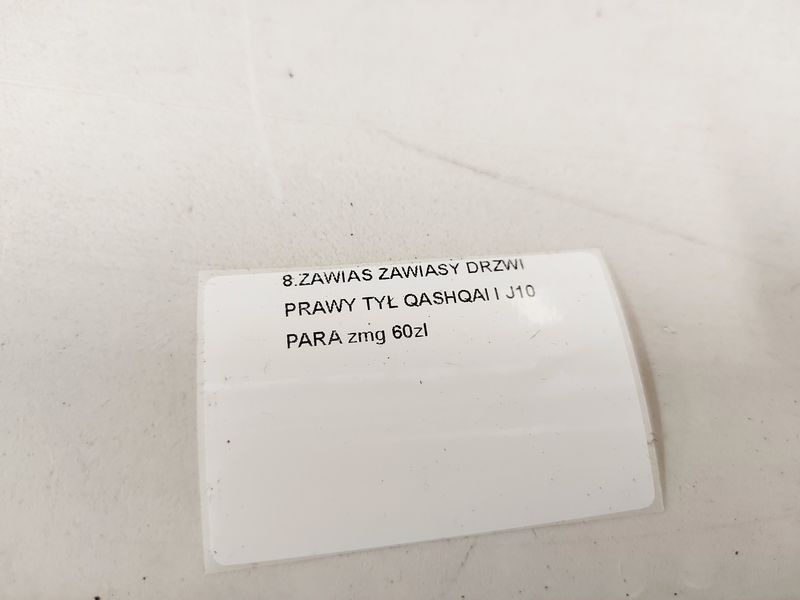 8.ZAWIAS ZAWIASY DRZWI
PRAWY TYŁ QASHQAI I J10
PARA zmg 60zl